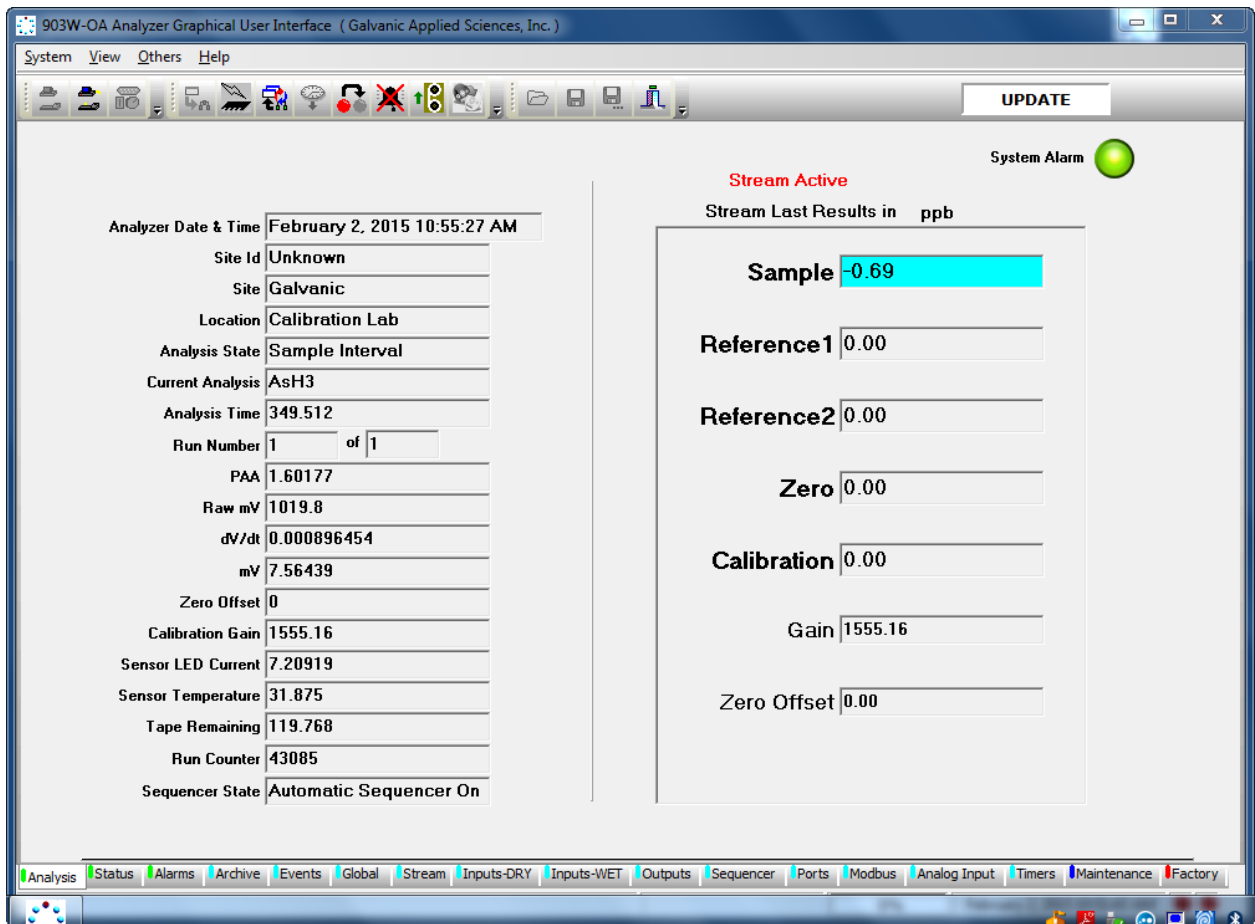 903W-OA Analyzer Graphical User Interface ( Galvanic Applied Sciences, Inc. )
System View Others Help
UPDATE
System Alarm
Stream Active
Stream Last Results in ppb
Analyzer Date & Time February 2, 2015 10:55:27 AM
Site Id Unknown
Site Galvanic
Location Calibration Lab
Analysis State Sample Interval
Current Analysis AsH3
Analysis Time 349.512
Run Number 1 of 1
PAA 1.60177
Raw mV 1019.8
dV/dt 0.000896454
mV 7.56439
Zero Offset 0
Calibration Gain 1555.16
Sensor LED Current 7.20919
Sensor Temperature 31.875
Tape Remaining 119.768
Run Counter 43085
Sequencer State Automatic Sequencer On
Sample -0.69
Reference1 0.00
Reference2 0.00
Zero 0.00
Calibration 0.00
Gain 1555.16
Zero Offset 0.00
Analysis Status Alarms Archive Events Global Stream Inputs-DRY Inputs-WET Outputs Sequencer Ports Modbus Analog Input Timers Maintenance Factory